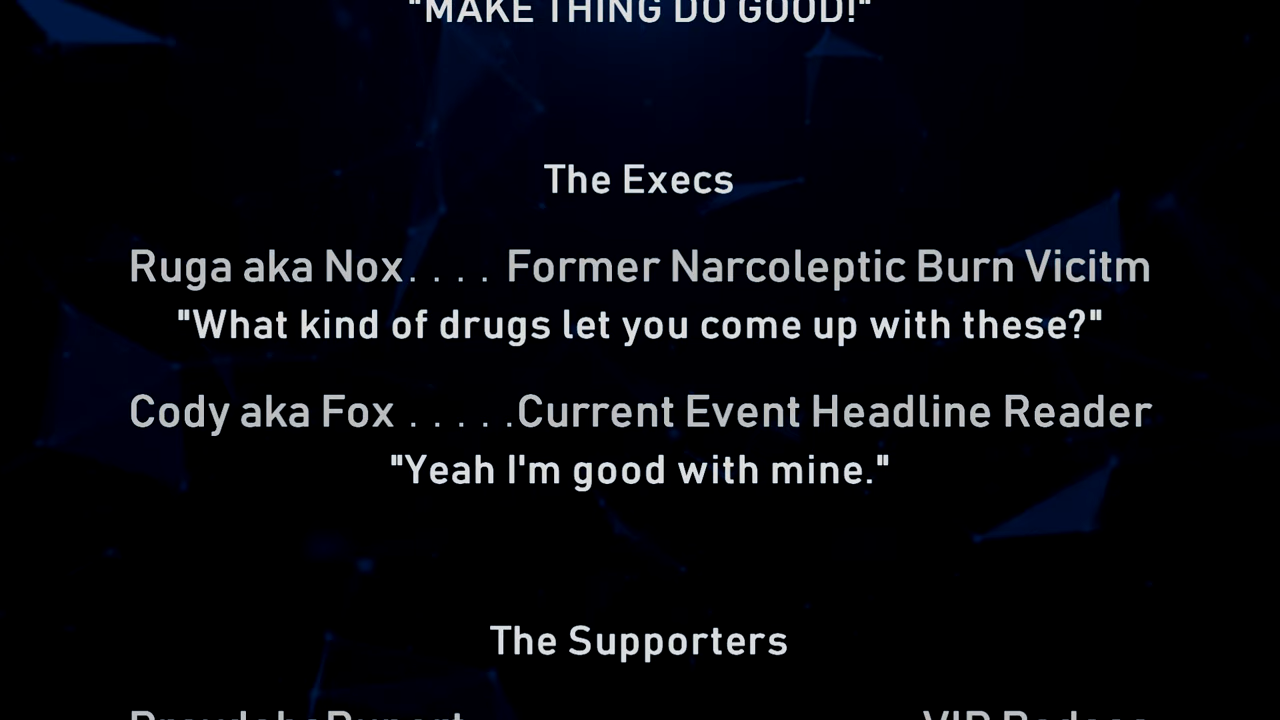 "MAKE THING DO GOOD!"
The Execs
Ruga aka Nox. . . . Former Narcoleptic Burn Vicitm
"What kind of drugs let you come up with these?"
Cody aka Fox . . . . .Current Event Headline Reader
"Yeah I'm good with mine."
The Supporters
VIP